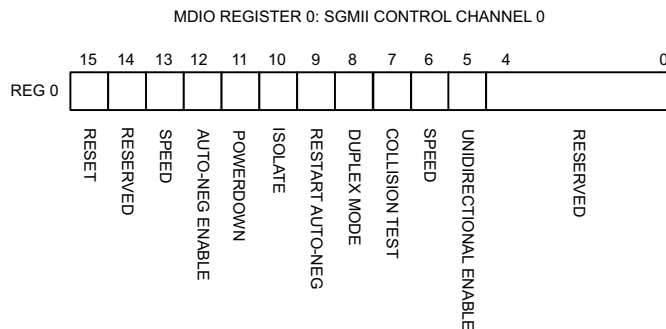 MDIO REGISTER 0: SGMII CONTROL CHANNEL 0
15 14 13 12 11 10 9 8 7 6 5 4 0
REG 0
RESET
RESERVED
SPEED
AUTO-NEG ENABLE
POWERDOWN
ISOLATE
RESTART AUTO-NEG
DUPLEX MODE
COLLISION TEST
SPEED
UNIDIRECTIONAL ENABLE
RESERVED